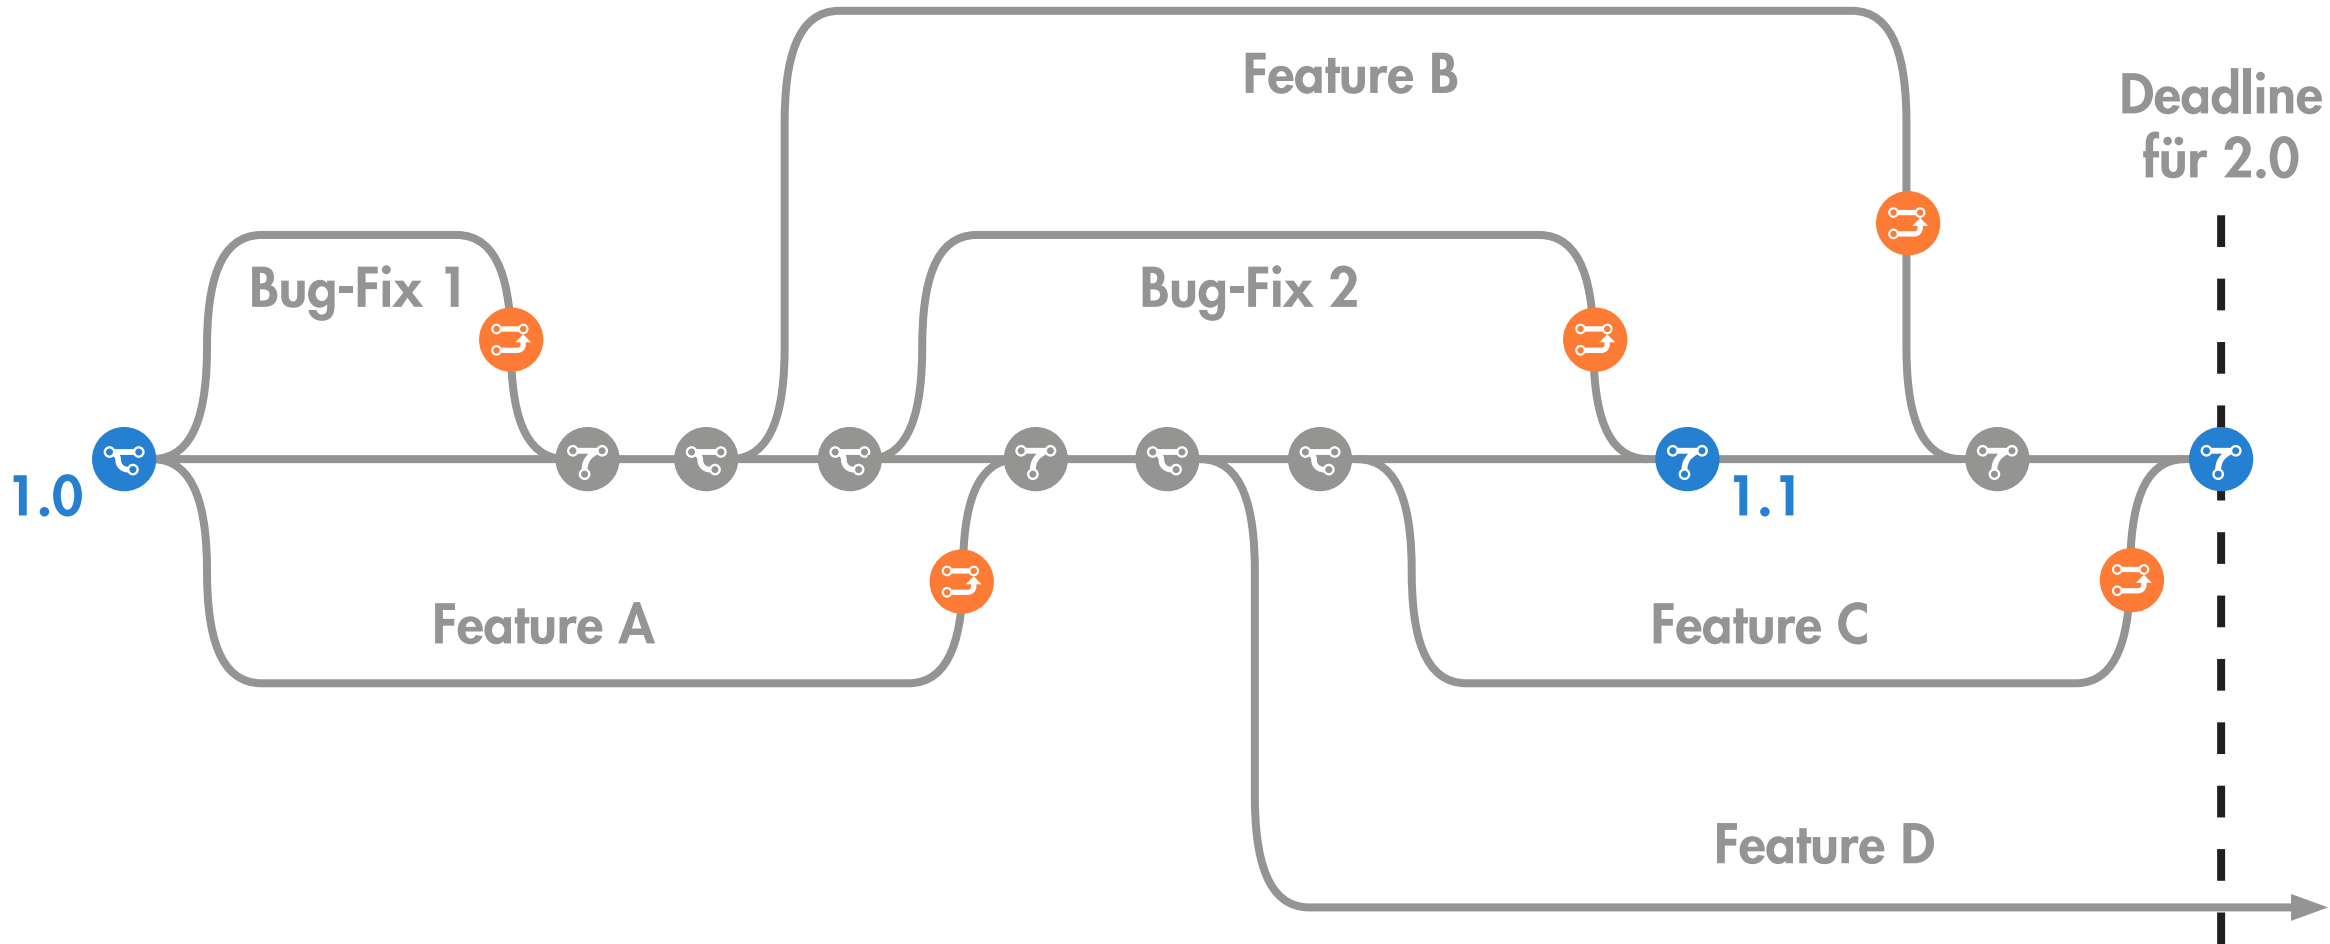 Feature B
Deadline
für 2.0
Bug-Fix 1
Bug-Fix 2
1.0
1.1
Feature A
Feature C
Feature D